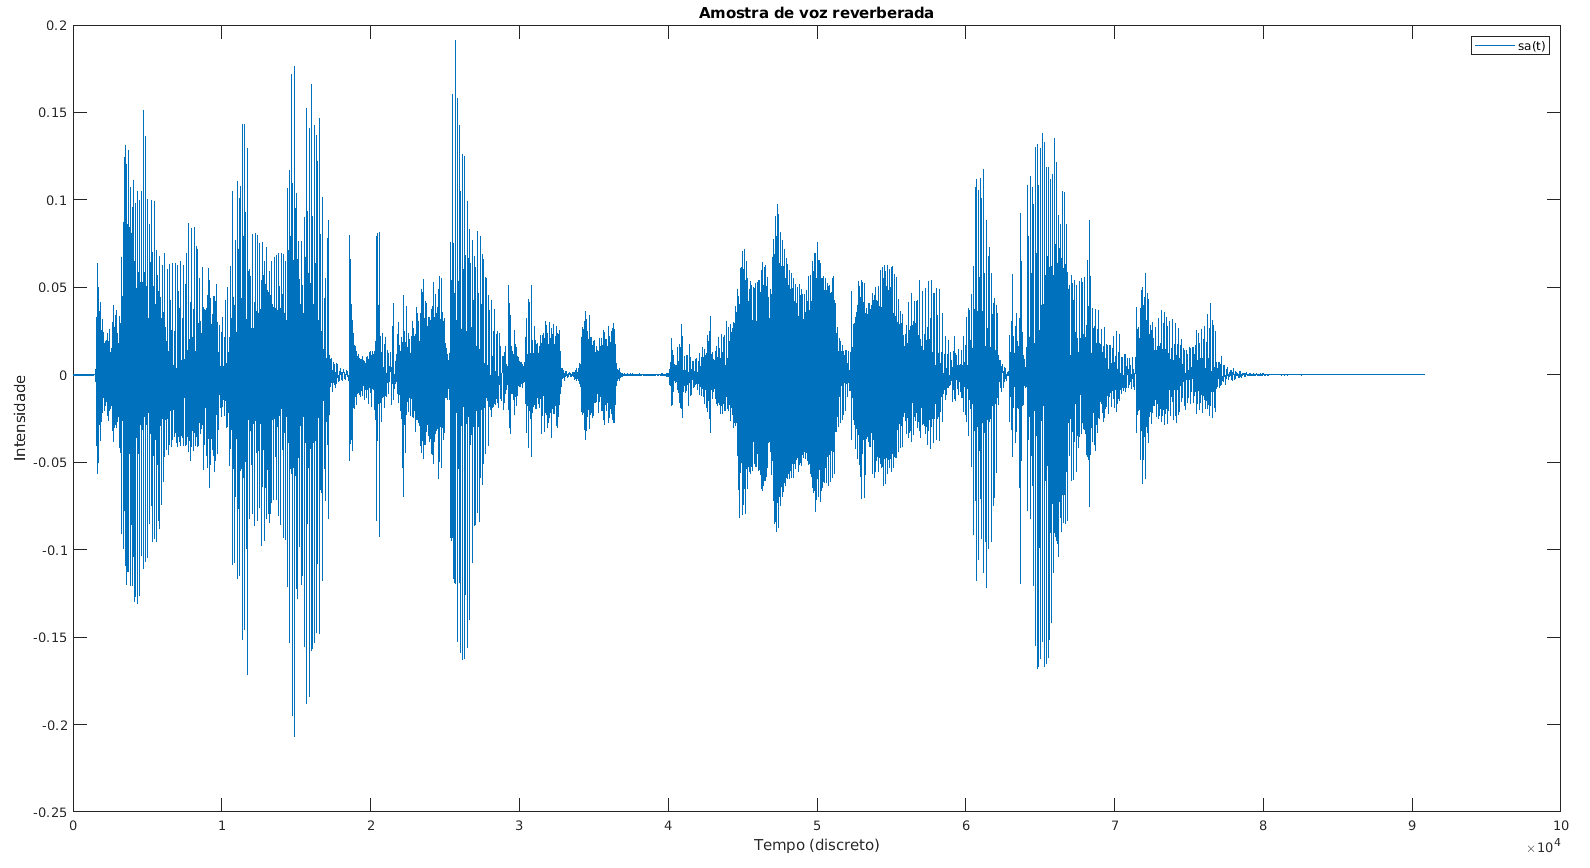 Amostra de voz reverberada
sa(t)
0.2
0.15
0.1
0.05
0
-0.05
-0.1
-0.15
-0.2
-0.25
Intensidade
0 1 2 3 4 5 6 7 8 9 10
Tempo (discreto)
×10^4